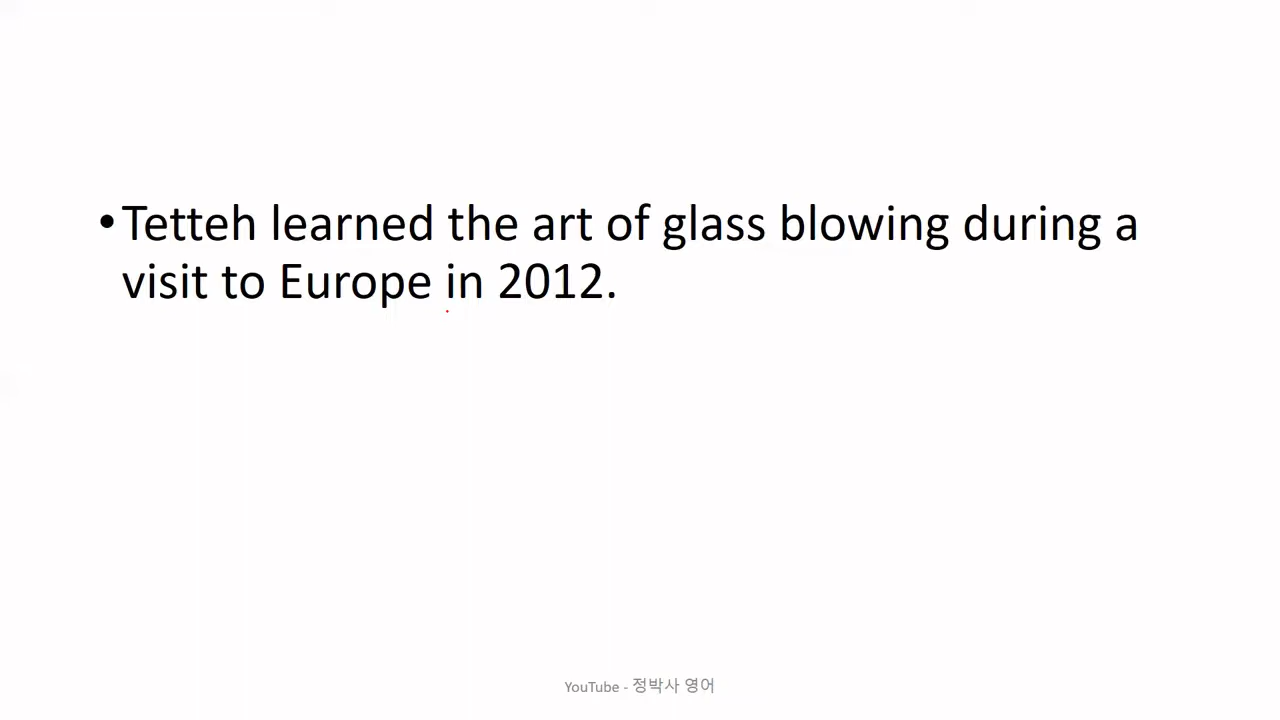 •Tetteh learned the art of glass blowing during a
visit to Europe in 2012.
YouTube - 정박사 영어